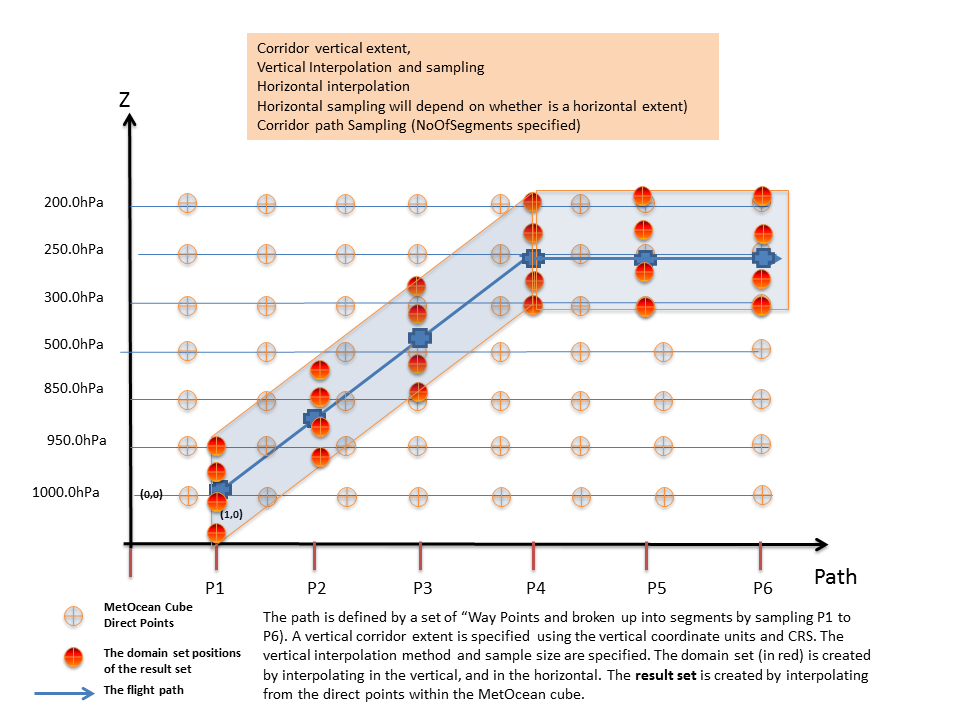 Corridor vertical extent,
Vertical Interpolation and sampling
Horizontal interpolation
Horizontal sampling will depend on whether is a horizontal extent)
Corridor path Sampling (NoOfSegments specified)
Z
200.0hPa
250.0hPa
300.0hPa
500.0hPa
850.0hPa
950.0hPa
1000.0hPa
(0,0)
(1,0)
P1 P2 P3 P4 P5 P6
Path
MetOcean Cube
Direct Points
The domain set positions
of the result set
The flight path
The path is defined by a set of “Way Points and broken up into segments by sampling P1 to
P6). A vertical corridor extent is specified using the vertical coordinate units and CRS. The
vertical interpolation method and sample size are specified. The domain set (in red) is created
by interpolating in the vertical, and in the horizontal. The result set is created by interpolating
from the direct points within the MetOcean cube.